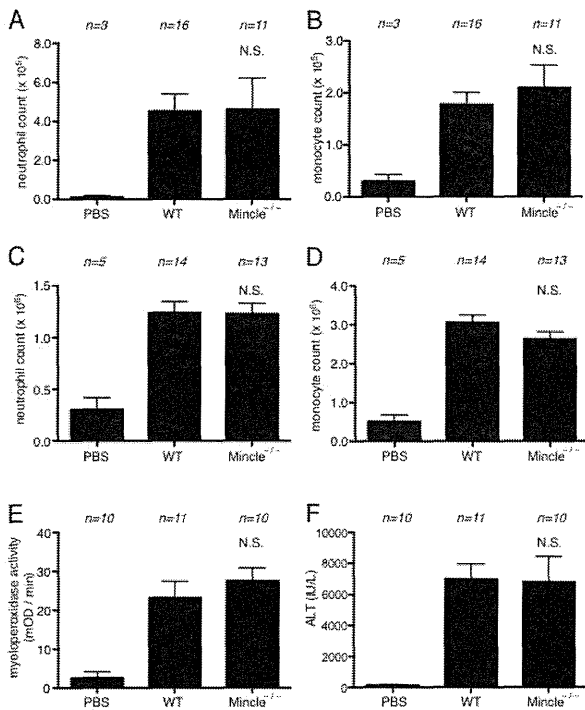 A
n=3 n=16 n=11
N.S.
neutrophil count (x 10⁶)
8.0
6.0
4.0
2.0
0.0
PBS WT Mincle⁻/⁻
B
n=3 n=16 n=11
N.S.
monocyte count (x 10⁶)
3.0
2.0
1.0
0.0
PBS WT Mincle⁻/⁻
C
n=5 n=14 n=13
N.S.
neutrophil count (x 10⁶)
1.5
1.0
0.5
0.0
PBS WT Mincle⁻/⁻
D
n=5 n=14 n=13
N.S.
monocyte count (x 10⁶)
4.0
3.0
2.0
1.0
0.0
PBS WT Mincle⁻/⁻
E
n=10 n=11 n=10
N.S.
myeloperoxidase activity
(mOD / min)
40
30
20
10
0
PBS WT Mincle⁻/⁻
F
n=10 n=11 n=10
N.S.
ALT (IU/L)
10000
8000
6000
4000
2000
0
PBS WT Mincle⁻/⁻